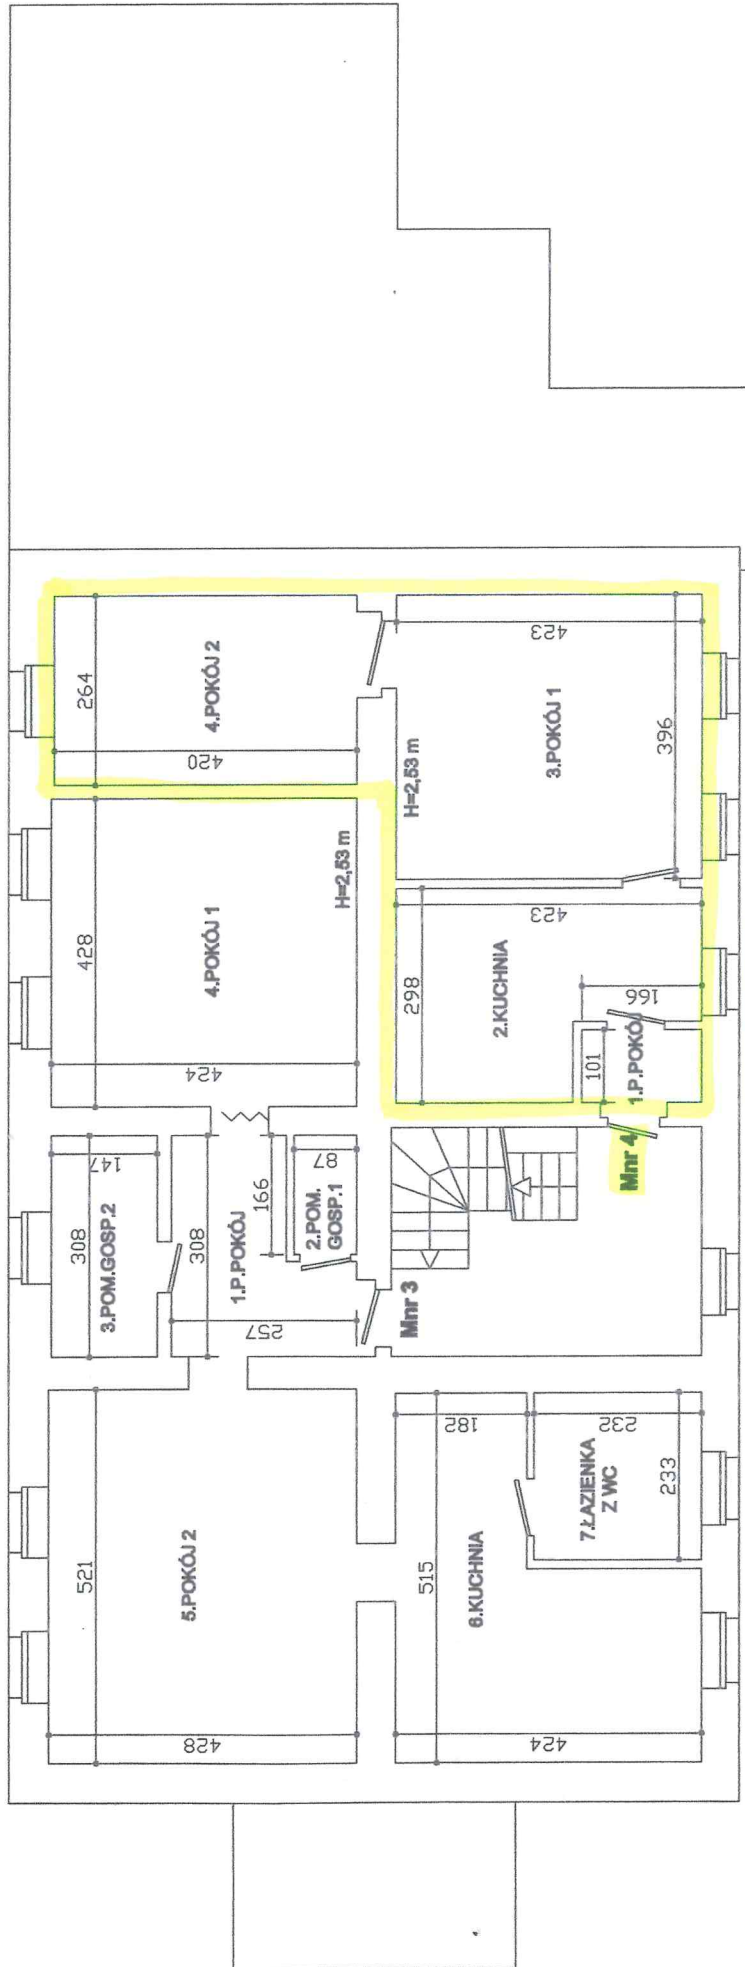 521
428
5.POKÓJ 2
308
147
3.POM.GOSP.2
308
257
1.P.POKÓJ
166
87
2.POM.
GOSP.1
428
424
4.POKÓJ 1
H=2,53 m
264
420
4.POKÓJ 2
Mnr 3
515
182
424
6.KUCHNIA
232
7.ŁAZIENKA
Z WC
233
298
423
2.KUCHNIA
166
101
1.P.POKÓJ
Mnr 4
H=2,53 m
423
3.POKÓJ 1
396